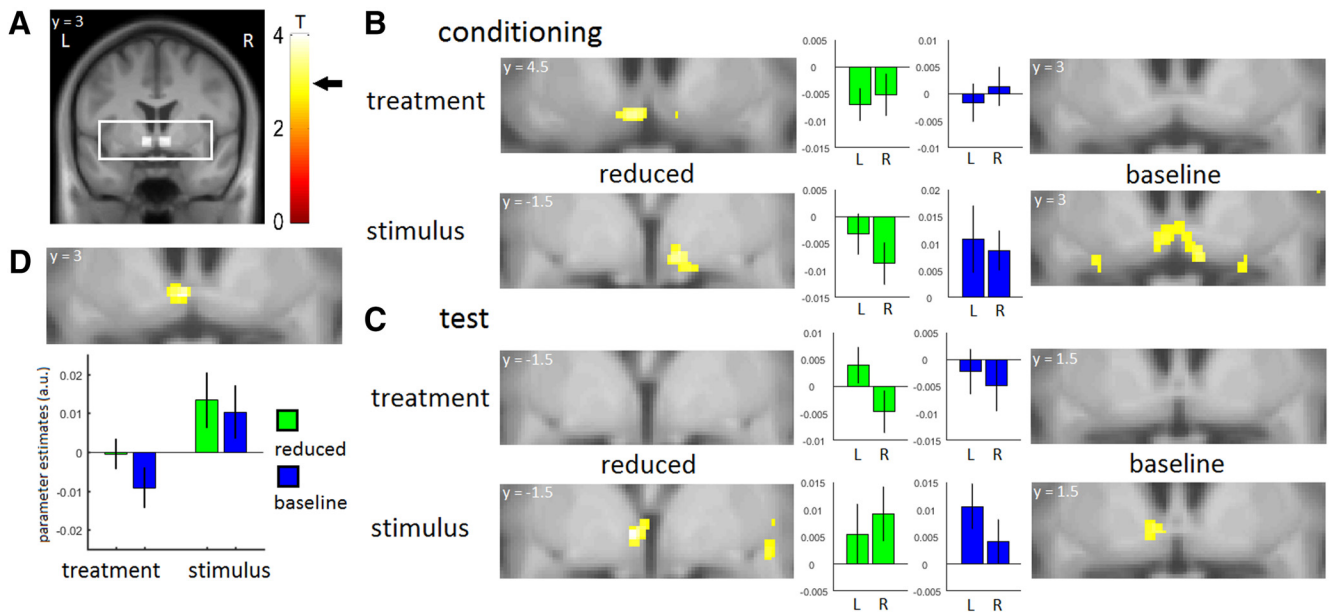 A
y = 3
L
R
T
4
2
0
B
conditioning
treatment
y = 4.5
0.005
0
-0.005
-0.01
-0.015
L R
0.01
0.005
0
-0.005
-0.01
L R
y = 3
reduced
baseline
stimulus
y = -1.5
0.005
0
-0.005
-0.01
-0.015
L R
0.02
0.015
0.01
0.005
0
L R
y = 3
C
test
treatment
y = -1.5
0.01
0.005
0
-0.005
-0.01
L R
0.005
0
-0.005
-0.01
-0.015
L R
y = 1.5
reduced
baseline
stimulus
y = -1.5
0.015
0.01
0.005
0
-0.005
L R
0.015
0.01
0.005
0
-0.005
L R
y = 1.5
D
y = 3
parameter estimates (a.u.)
0.02
0.01
0
-0.01
-0.02
treatment
stimulus
reduced
baseline